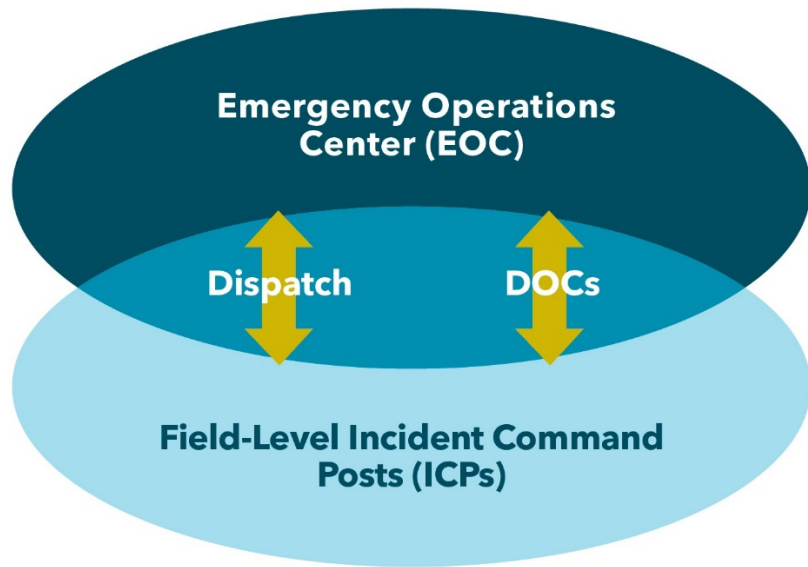 Emergency Operations
Center (EOC)
Dispatch
DOCs
Field-Level Incident Command
Posts (ICPs)